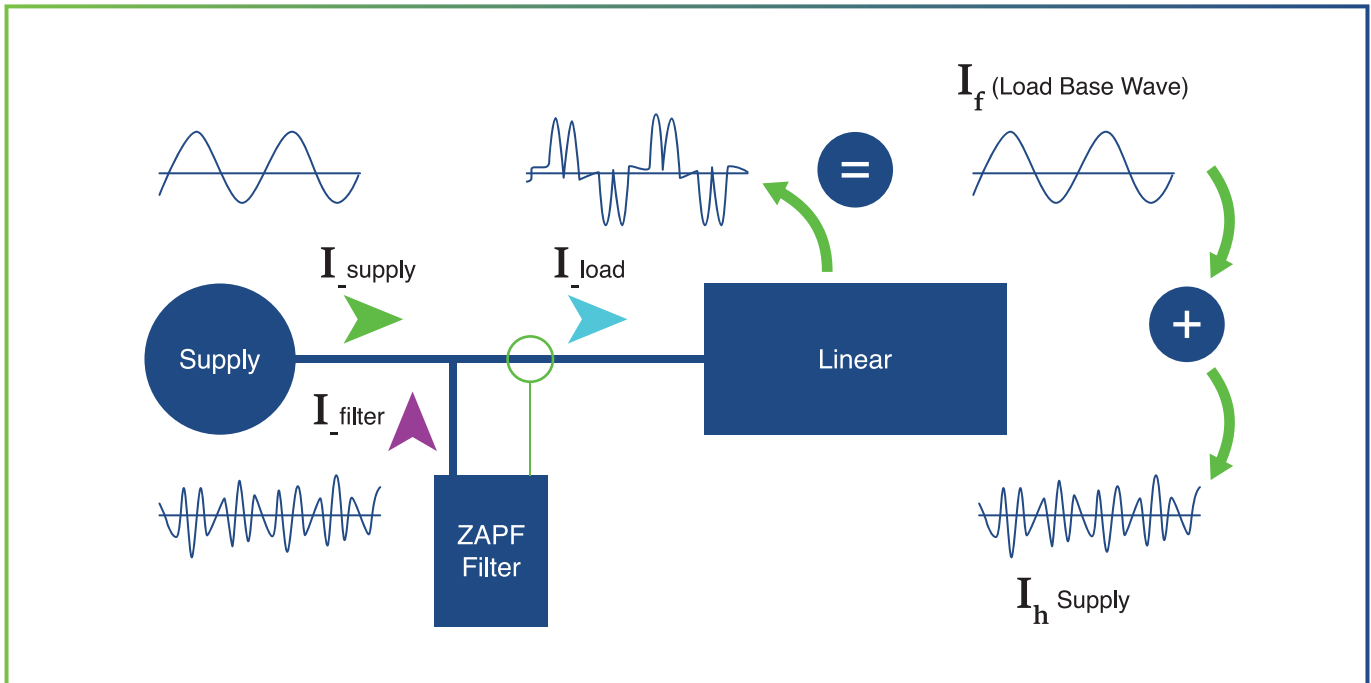 I_f (Load Base Wave)
=
I_supply
I_load
+
Supply
Linear
I_filter
ZAPF
Filter
I_h Supply